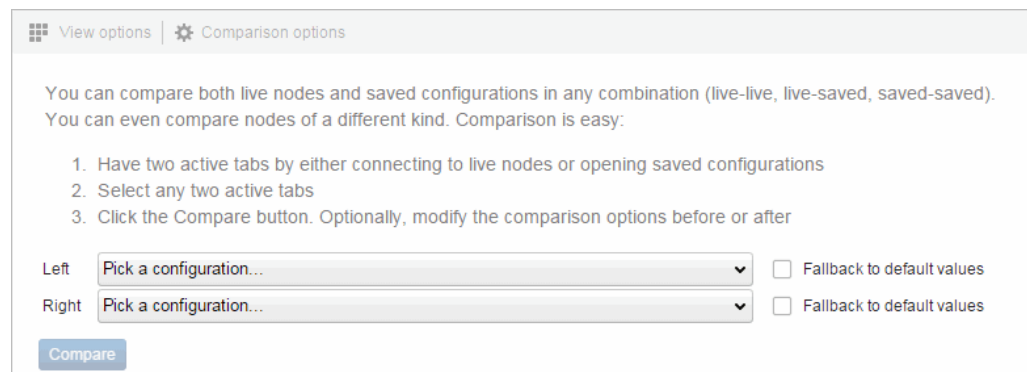 View options Comparison options
You can compare both live nodes and saved configurations in any combination (live-live, live-saved, saved-saved).
You can even compare nodes of a different kind. Comparison is easy:
1. Have two active tabs by either connecting to live nodes or opening saved configurations
2. Select any two active tabs
3. Click the Compare button. Optionally, modify the comparison options before or after
Left Pick a configuration... Fallback to default values
Right Pick a configuration... Fallback to default values
Compare